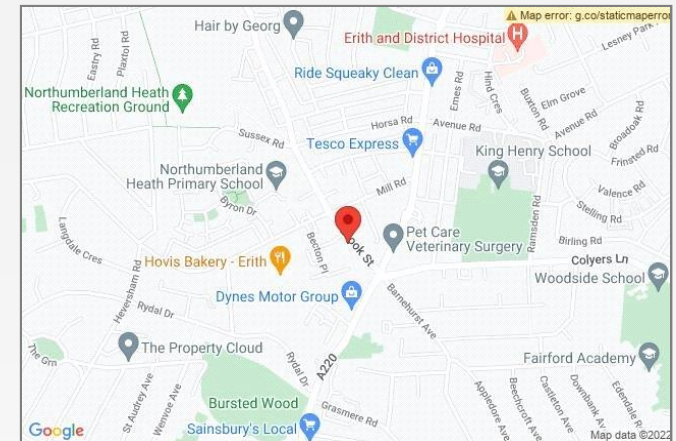 Hair by Georg
Map error: g.co/staticmaperror
Erith and District Hospital
H
Lesney Park
Eastry Rd
Plaxtol Rd
Ride Squeaky Clean
Emes Rd
Hind Cres
Buxton Rd
Elm Grove
Northumberland Heath
Recreation Ground
Horsa Rd
Avenue Rd
Avenue Rd
Broadoak Rd
Sussex Rd
Tesco Express
King Henry School
Frinsted Rd
Northumberland
Heath Primary School
Mill Rd
Valence Rd
Byron Dr
Stelling Rd
Ramsden Rd
Langdale Cres
Becton Pl
ook St
Pet Care
Veterinary Surgery
Birling Rd
Colyers Ln
Hovis Bakery - Erith
Heversham Rd
Woodside School
Dynes Motor Group
Barnehurst Ave
Rydal Dr
The Grn
The Property Cloud
Rydal Dr
A220
Fairford Academy
St Audrey Ave
Wenvoe Ave
Bursted Wood
Grasmere Rd
Appledore Ave
Beechcroft Ave
Castleton Ave
Downbank Av
Edendale R
Sainsbury's Local
Google
Map data ©2022